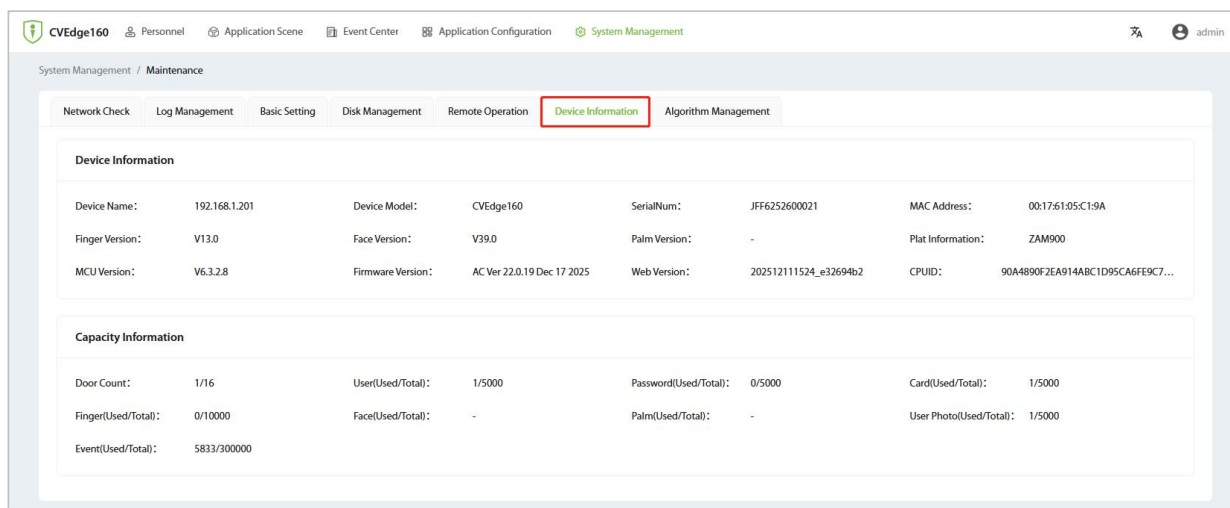 CVEdge160 Personnel Application Scene Event Center Application Configuration System Management admin
System Management / Maintenance
Network Check Log Management Basic Setting Disk Management Remote Operation Device Information Algorithm Management
Device Information
Device Name： 192.168.1.201 Device Model： CVEdge160 SerialNum： JFF6252600021 MAC Address： 00:17:61:05:C1:9A
Finger Version： V13.0 Face Version： V39.0 Palm Version： - Plat Information： ZAM900
MCU Version： V6.3.2.8 Firmware Version： AC Ver 22.0.19 Dec 17 2025 Web Version： 202512111524_e32694b2 CPUID： 90A4890F2EA914ABC1D95CA6FE9C7...
Capacity Information
Door Count： 1/16 User(Used/Total)： 1/5000 Password(Used/Total)： 0/5000 Card(Used/Total)： 1/5000
Finger(Used/Total)： 0/10000 Face(Used/Total)： - Palm(Used/Total)： - User Photo(Used/Total)： 1/5000
Event(Used/Total)： 5833/300000